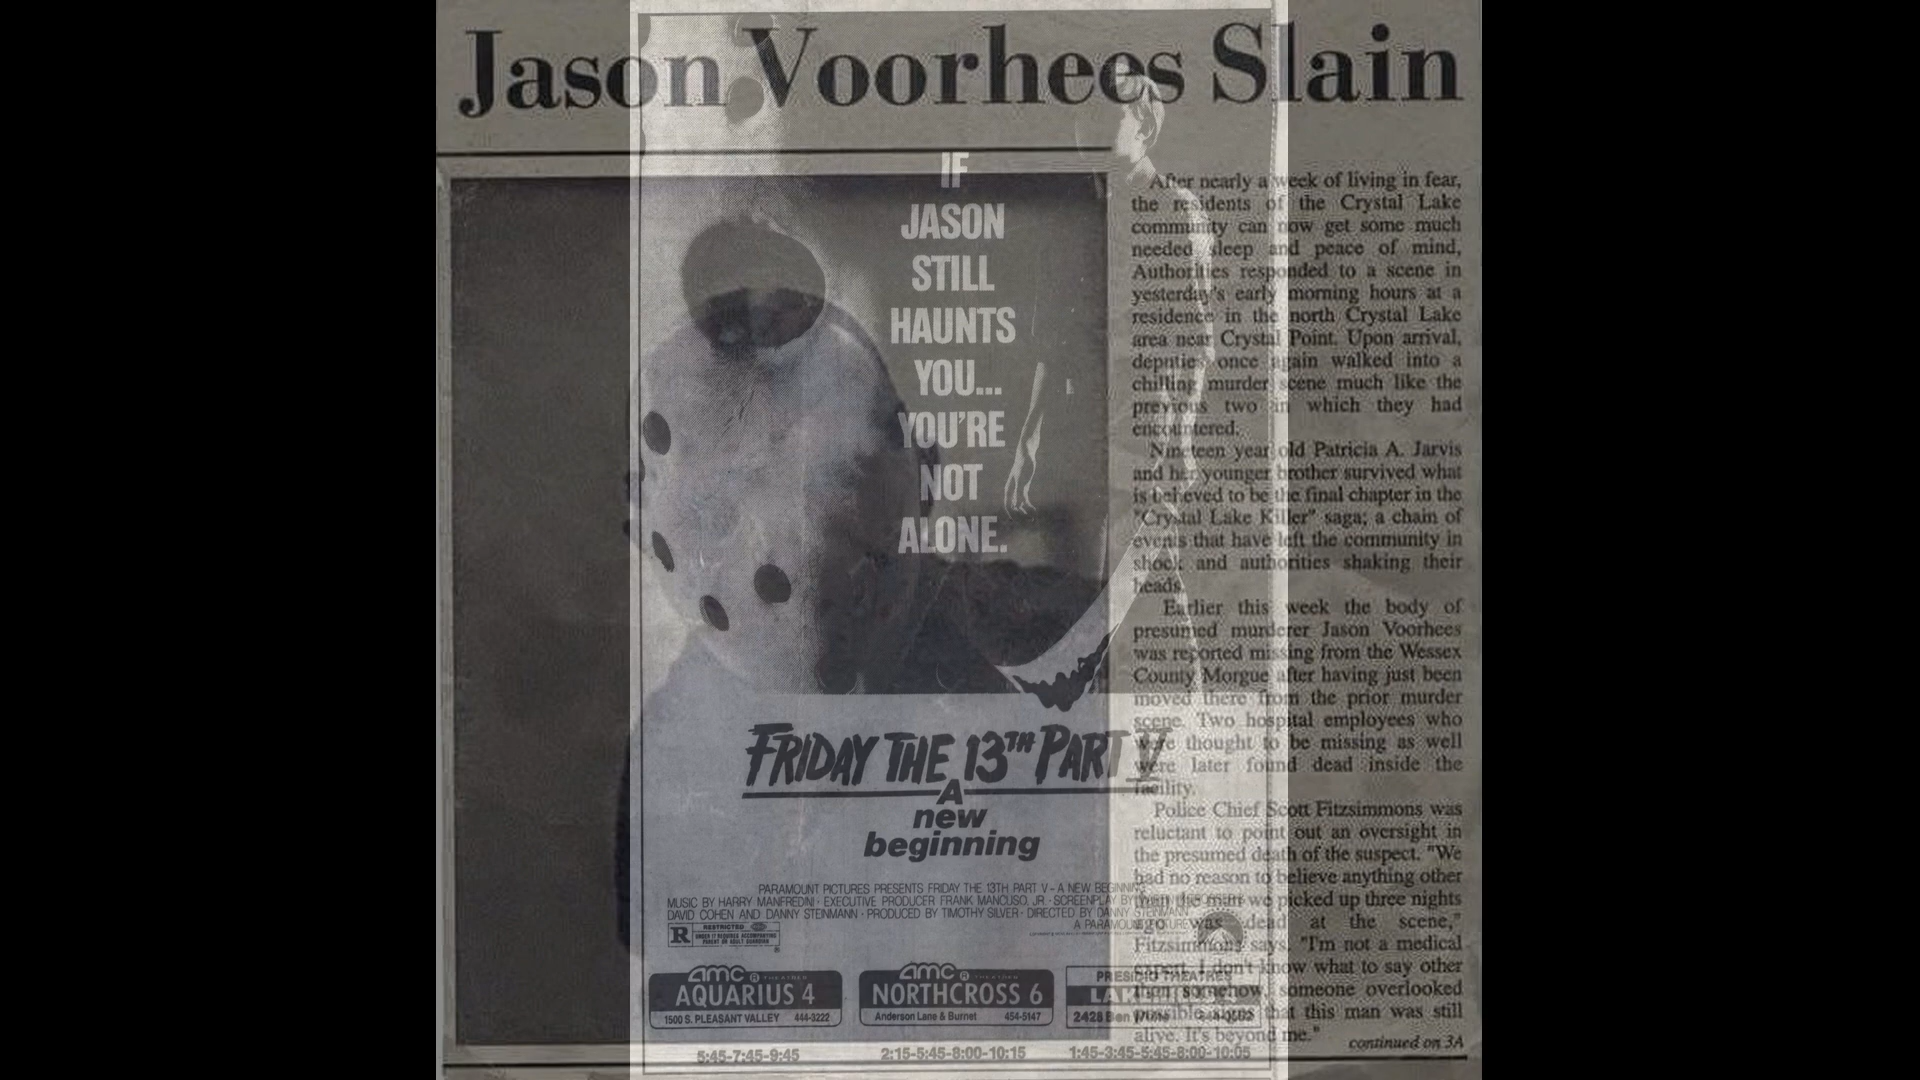 Jason Voorhees Slain
After nearly a week of living in fear,
the residents of the Crystal Lake
community can now get some much
needed sleep and peace of mind,
Authorities responded to a scene in
yesterday's early morning hours at a
residence in the north Crystal Lake
area near Crystal Point. Upon arrival,
deputies once again walked into a
chilling murder scene much like the
previous two in which they had
encountered.
Nineteen year old Patricia A. Jarvis
and her younger brother survived what
is believed to be the final chapter in the
"Crystal Lake Killer" saga; a chain of
events that have left the community in
shock and authorities shaking their
heads.
Earlier this week the body of
presumed murderer Jason Voorhees
was reported missing from the Wessex
County Morgue after having just been
moved there from the prior murder
scene. Two hospital employees who
were thought to be missing as well
were later found dead inside the
facility.
Police Chief Scott Fitzsimmons was
reluctant to point out an oversight in
the presumed death of the suspect. "We
had no reason to believe anything other
than the man we picked up three nights
ago was dead at the scene,"
Fitzsimmons says. "I'm not a medical
expert. I don't know what to say other
than somehow, someone overlooked
possible signs that this man was still
alive. It's beyond me."
continued on 3A
IF
JASON
STILL
HAUNTS
YOU...
YOU'RE
NOT
ALONE.
FRIDAY THE 13TH PART V
A
new
beginning
PARAMOUNT PICTURES PRESENTS FRIDAY THE 13TH PART V - A NEW BEGINNING
MUSIC BY HARRY MANFREDINI · EXECUTIVE PRODUCER FRANK MANCUSO, JR · SCREENPLAY BY
DAVID COHEN AND DANNY STEINMANN · PRODUCED BY TIMOTHY SILVER · DIRECTED BY DANNY STEINMANN
A PARAMOUNT PICTURE
R RESTRICTED
UNDER 17 REQUIRES ACCOMPANYING
PARENT OR ADULT GUARDIAN
amc THEATRES
AQUARIUS 4
1500 S. PLEASANT VALLEY 444-3222
5:45-7:45-9:45
amc THEATRES
NORTHCROSS 6
Anderson Lane & Burnet 454-5147
2:15-5:45-8:00-10:15
PRESIDIO THEATRES
2428 Ben White
1:45-3:45-5:45-8:00-10:05